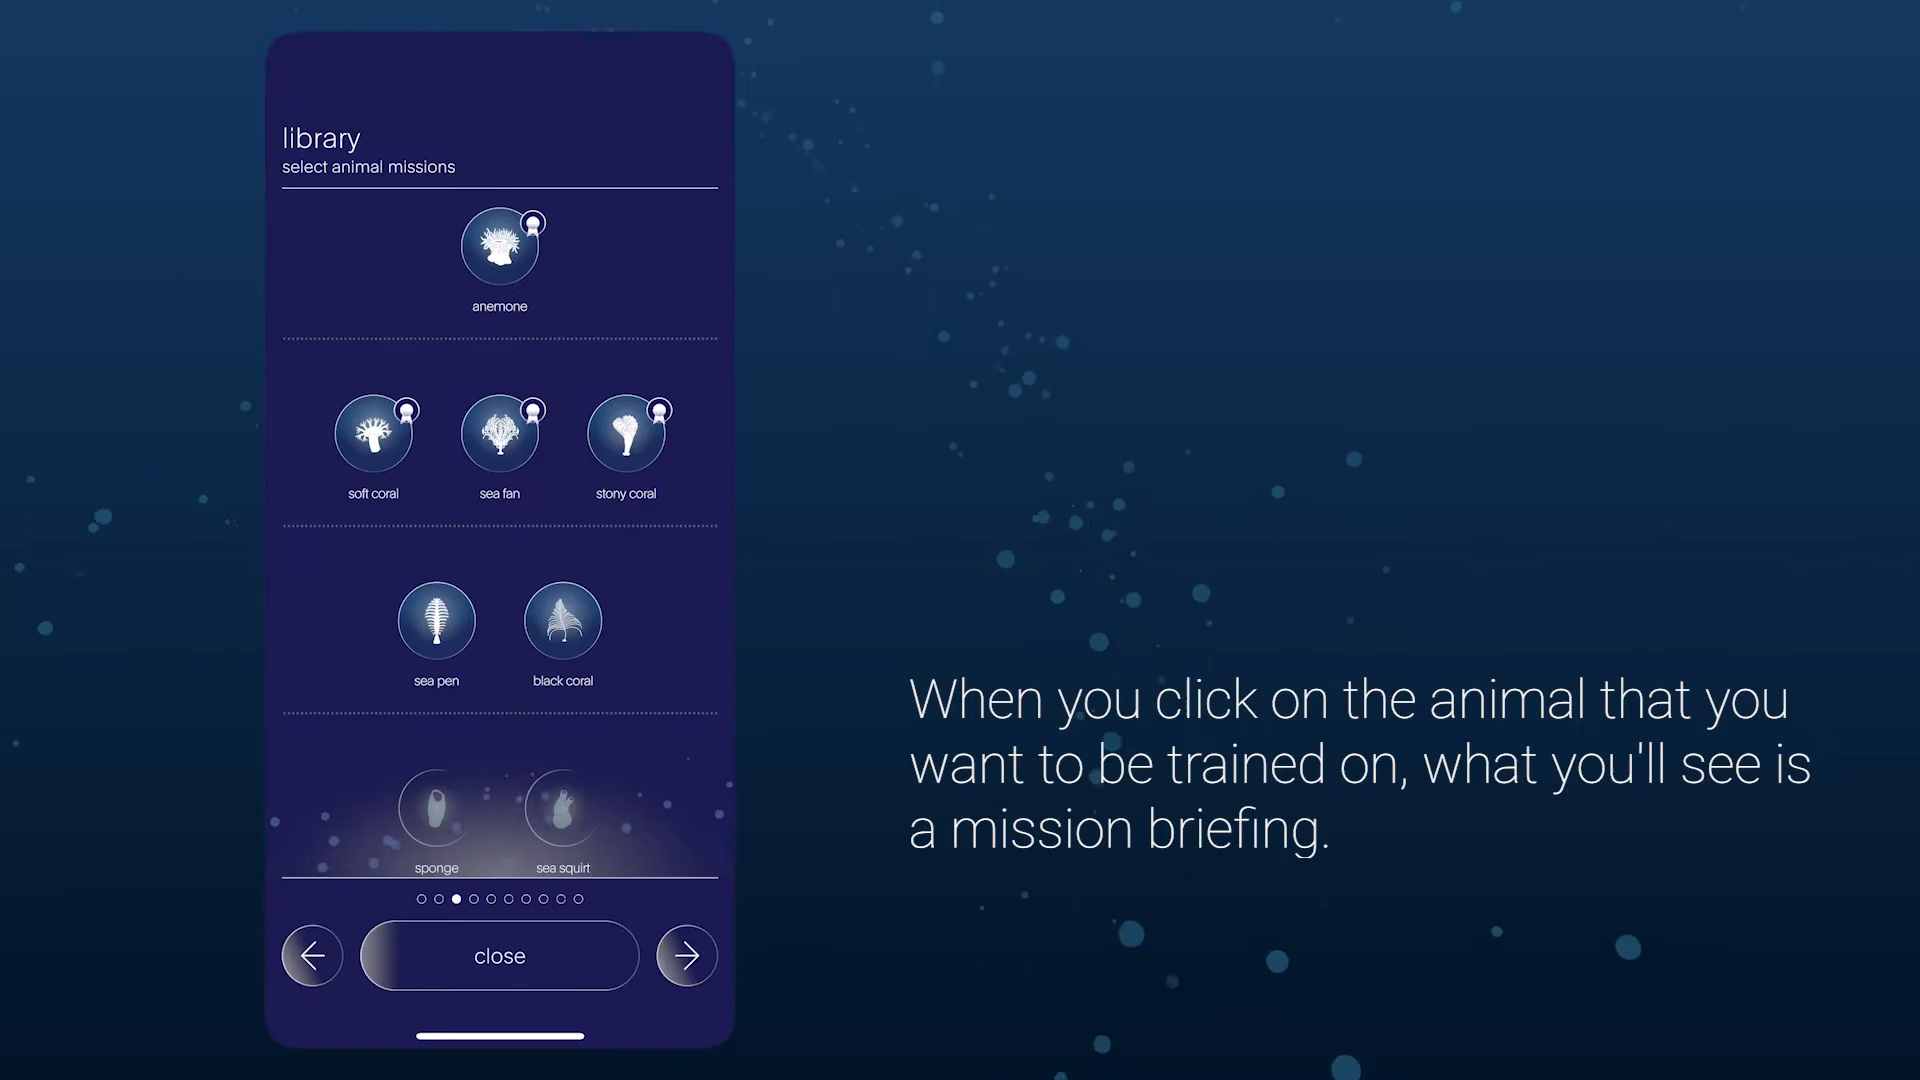 library
select animal missions
anemone
soft coral
sea fan
stony coral
sea pen
black coral
sponge
sea squirt
close
When you click on the animal that you
want to be trained on, what you'll see is
a mission briefing.